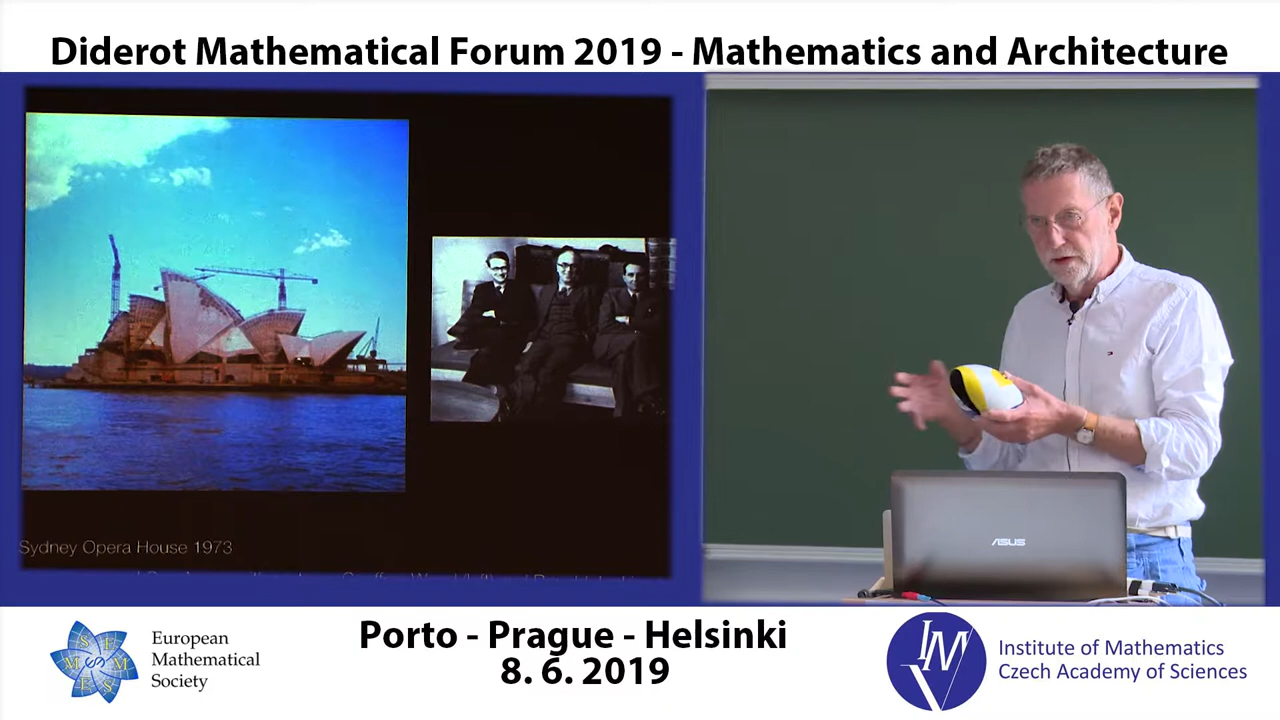 Diderot Mathematical Forum 2019 - Mathematics and Architecture
Sydney Opera House 1973
ASUS
S E
M M
E S
European
Mathematical
Society
Porto - Prague - Helsinki
8. 6. 2019
IM
Institute of Mathematics
Czech Academy of Sciences